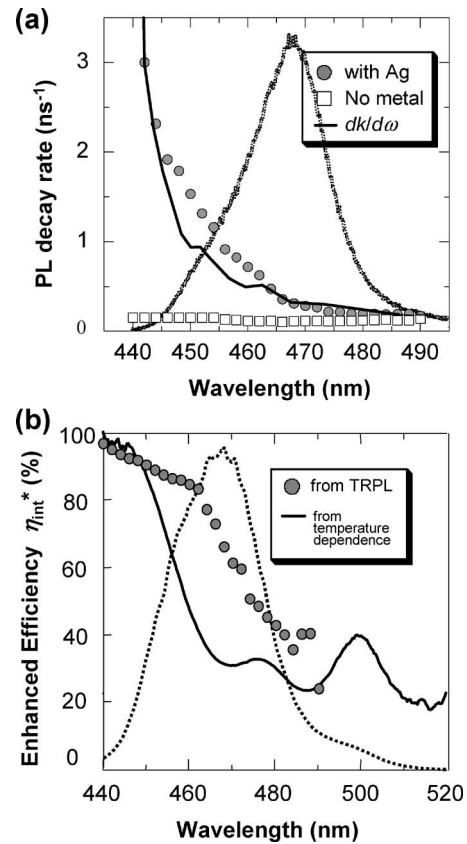 (a)
3
2
1
0
PL decay rate (ns⁻¹)
with Ag
No metal
dk/dω
440 450 460 470 480 490
Wavelength (nm)
(b)
100
80
60
40
20
0
Enhanced Efficiency η_int* (%)
from TRPL
from
temperature
dependence
440 460 480 500 520
Wavelength (nm)